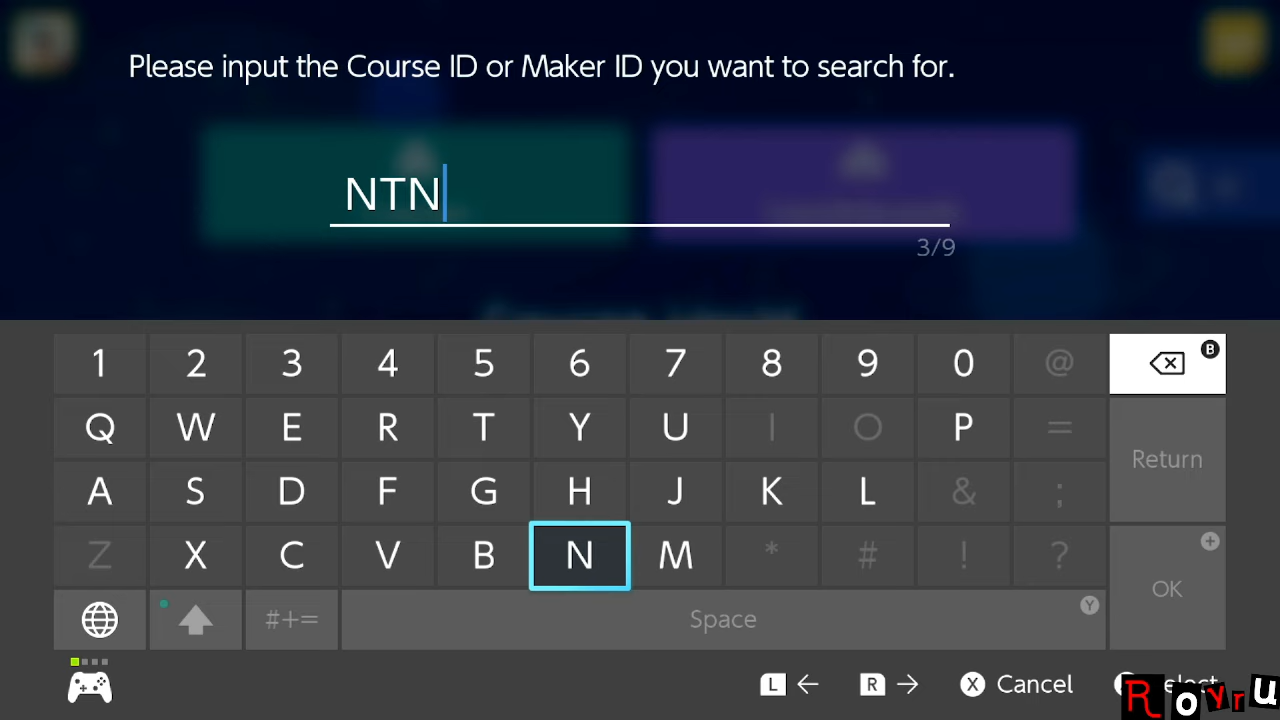 Please input the Course ID or Maker ID you want to search for.
NTN
3/9
1 2 3 4 5 6 7 8 9 0 @ B
Q W E R T Y U I O P =
Return
A S D F G H J K L & ;
Z X C V B N M * # ! ?
OK
#+= Space Y
L ← R → X Cancel
Royru